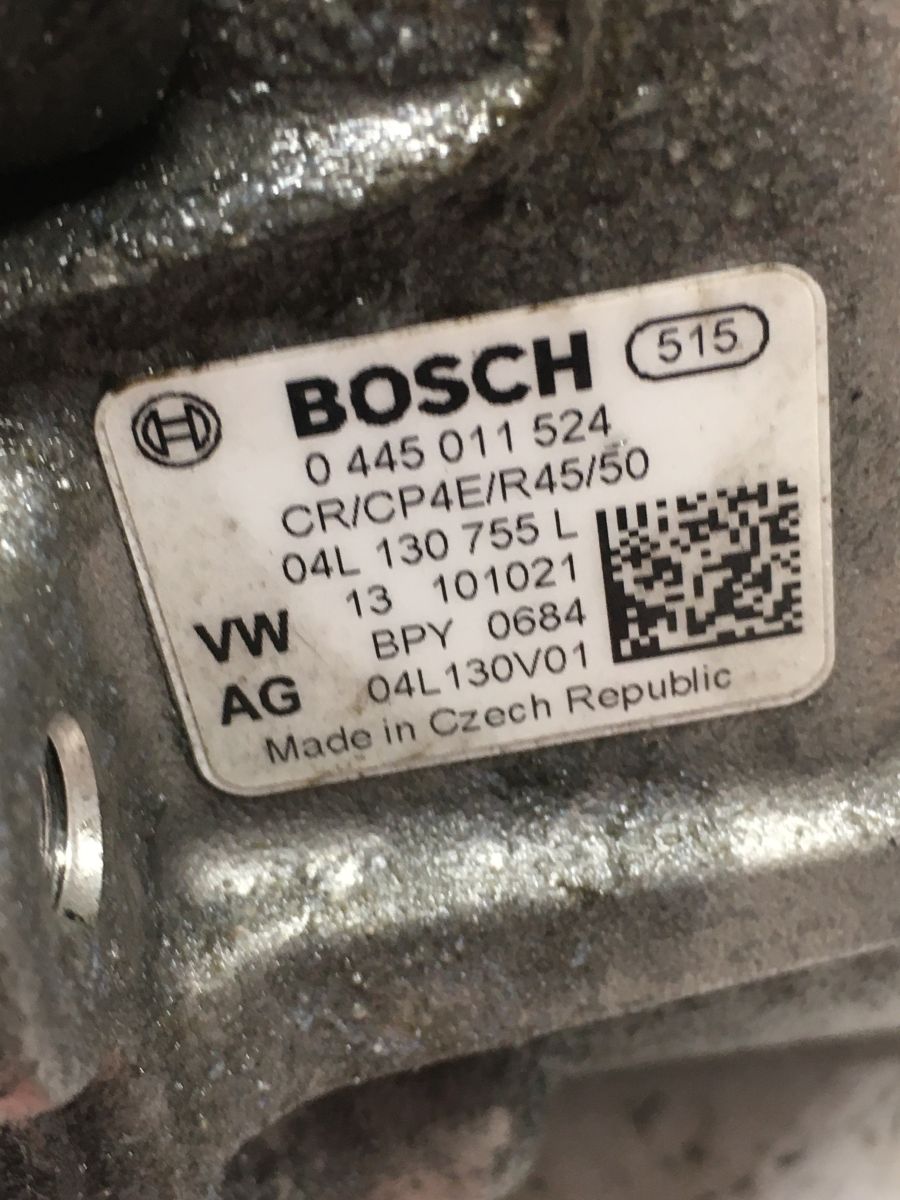 BOSCH 515
0 445 011 524
CR/CP4E/R45/50
04L 130 755 L
13 101021
VW BPY 0684
AG 04L130V01
Made in Czech Republic